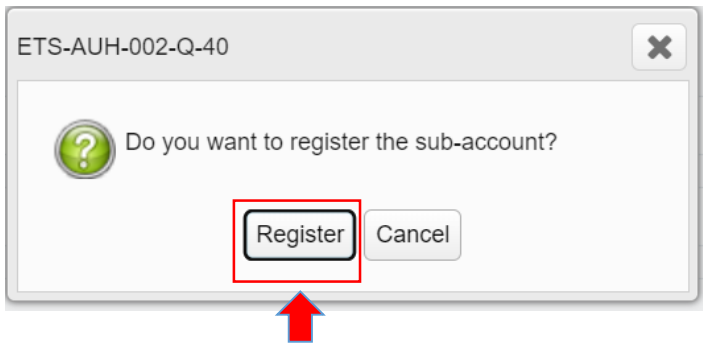 ETS-AUH-002-Q-40
Do you want to register the sub-account?
Register Cancel